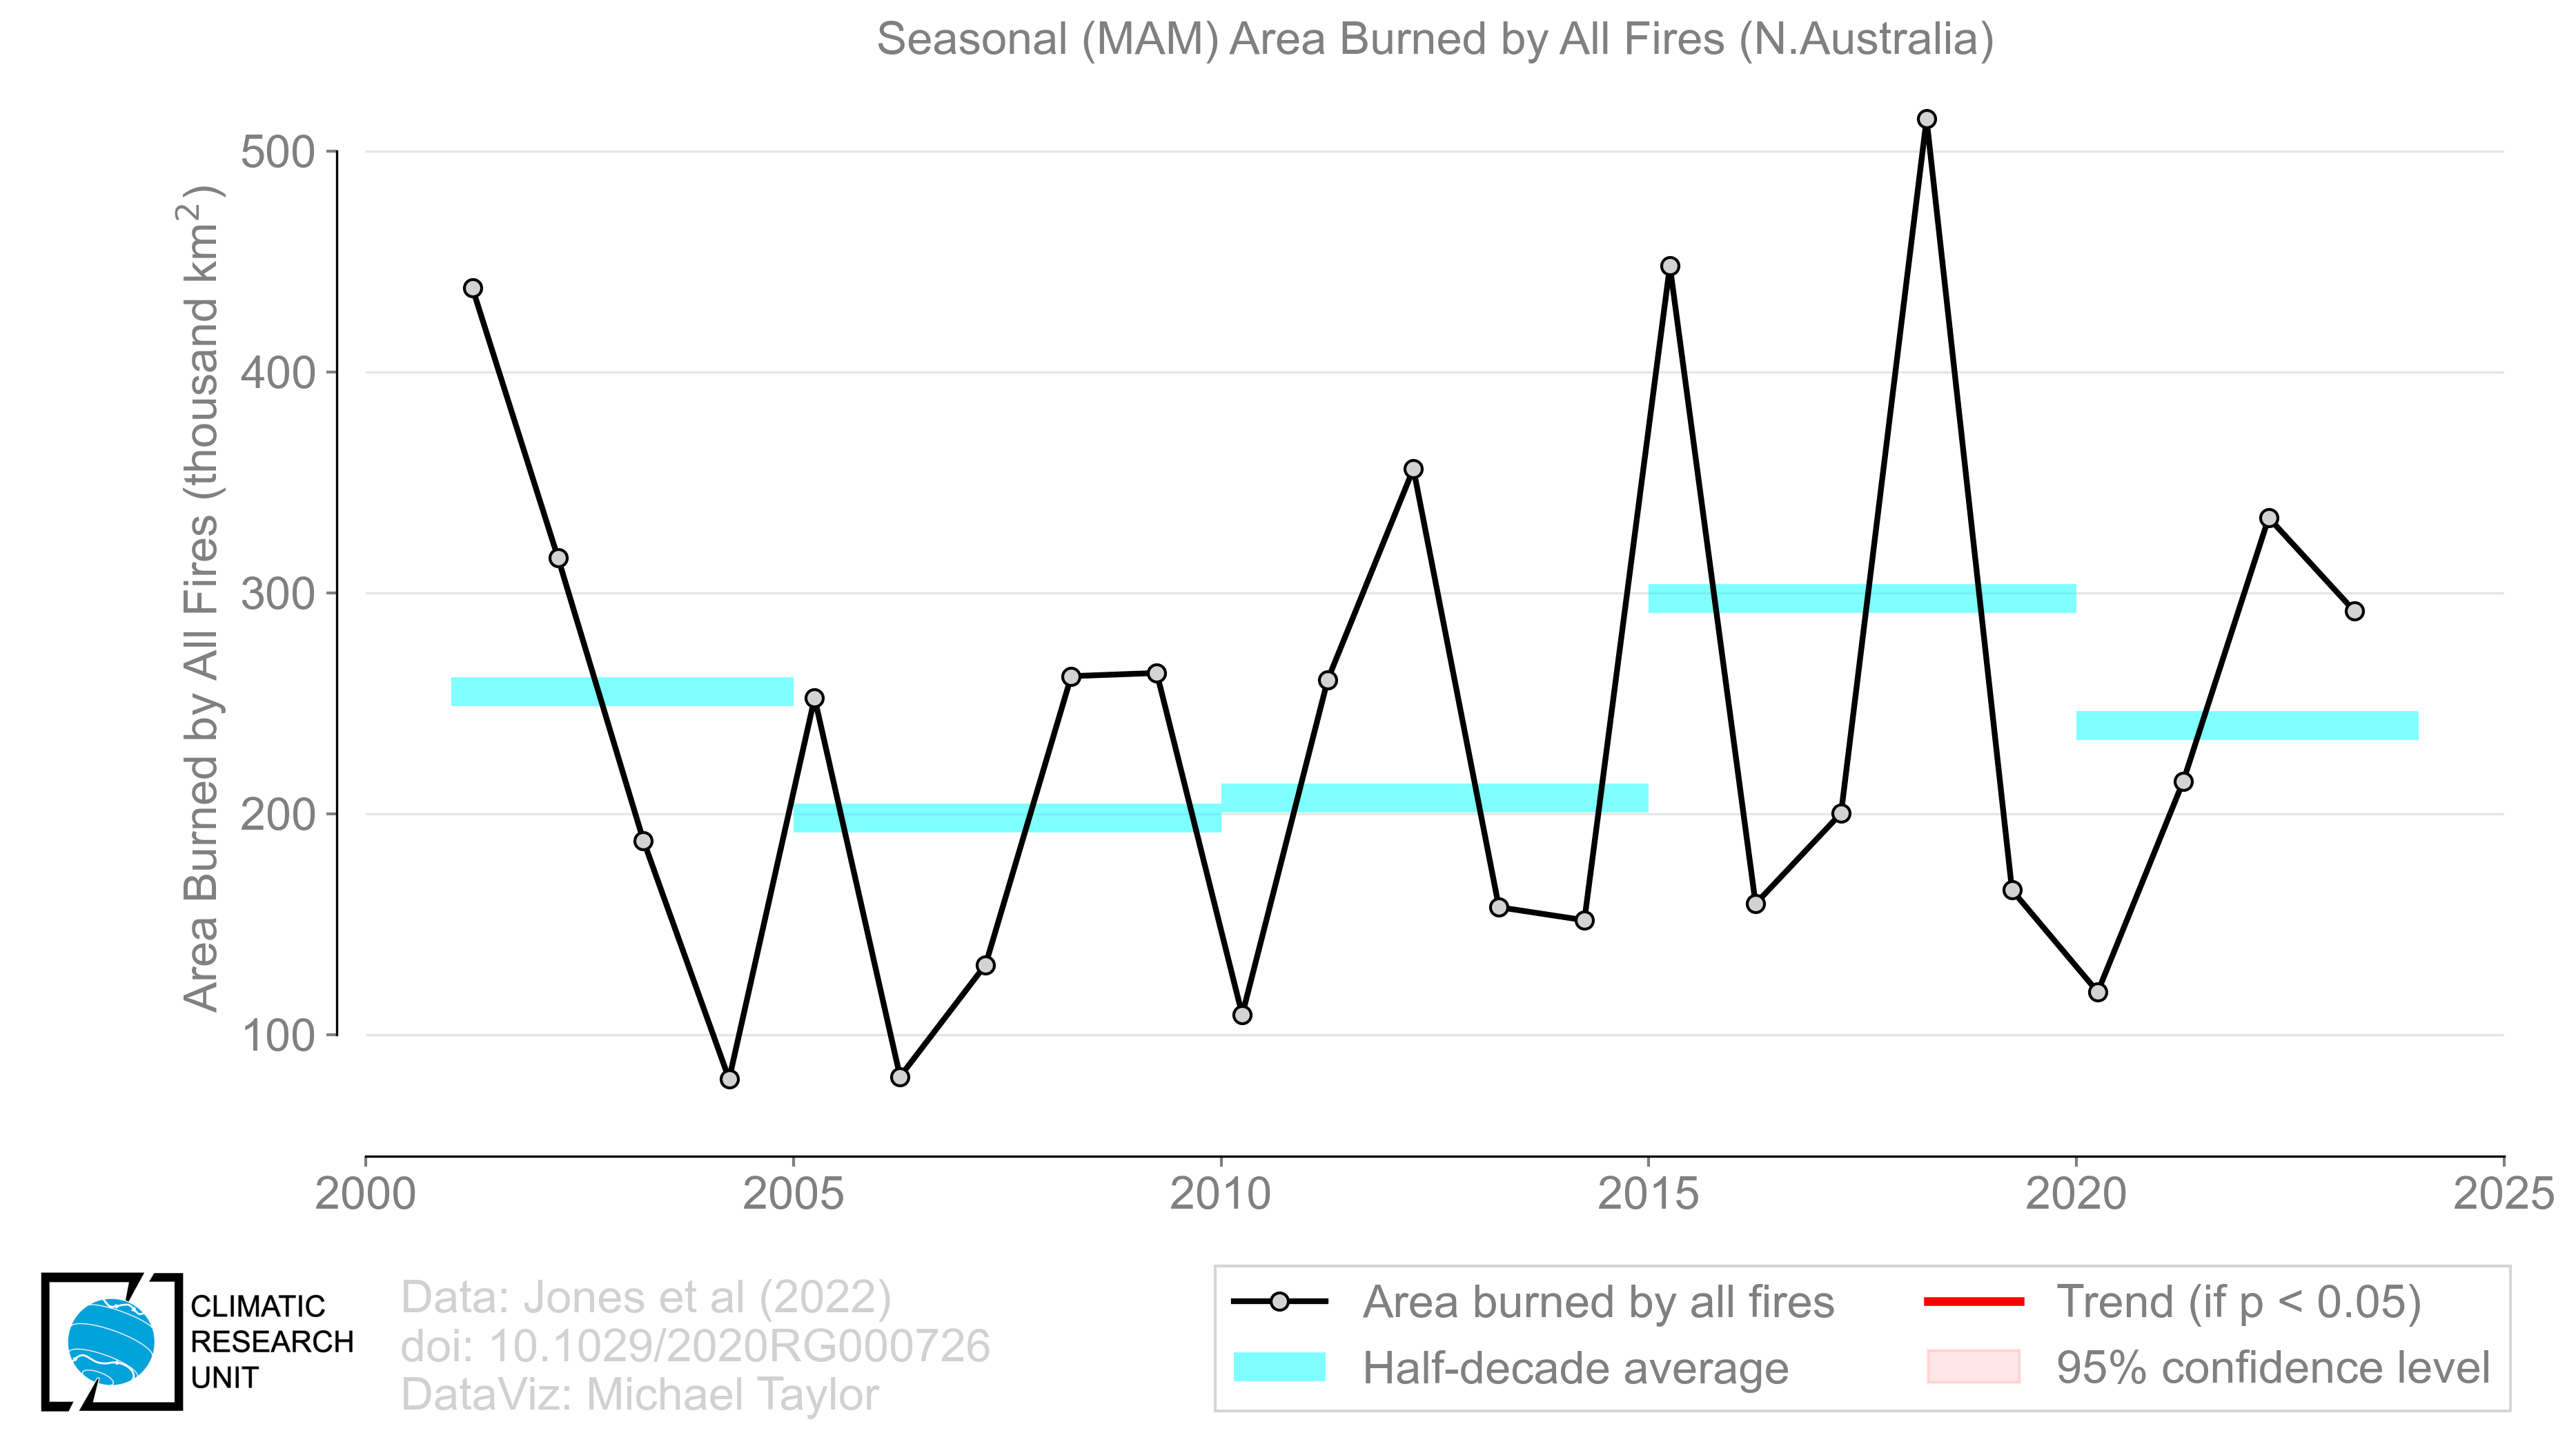 Seasonal (MAM) Area Burned by All Fires (N.Australia)
Area Burned by All Fires (thousand km²)
500
400
300
200
100
2000
2005
2010
2015
2020
2025
CLIMATIC
RESEARCH
UNIT
Data: Jones et al (2022)
doi: 10.1029/2020RG000726
DataViz: Michael Taylor
Area burned by all fires
Half-decade average
Trend (if p < 0.05)
95% confidence level